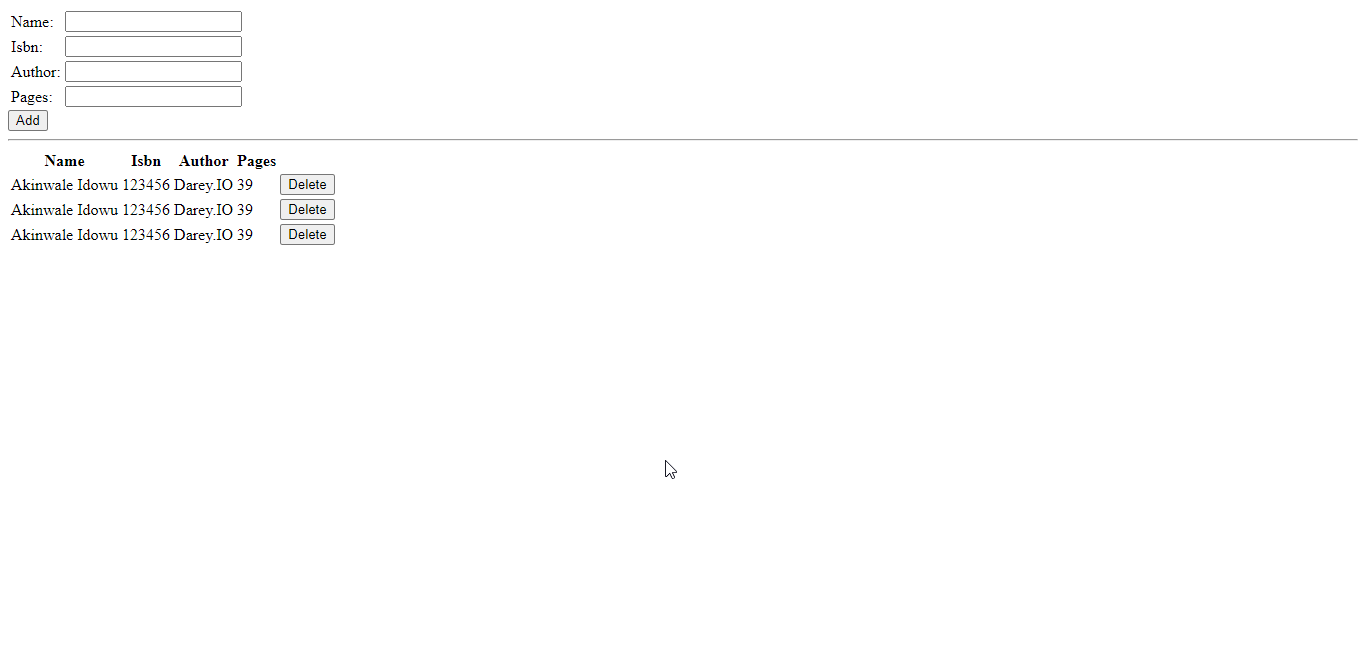 Name:
Isbn:
Author:
Pages:
Add
Name Isbn Author Pages
Akinwale Idowu 123456 Darey.IO 39 Delete
Akinwale Idowu 123456 Darey.IO 39 Delete
Akinwale Idowu 123456 Darey.IO 39 Delete